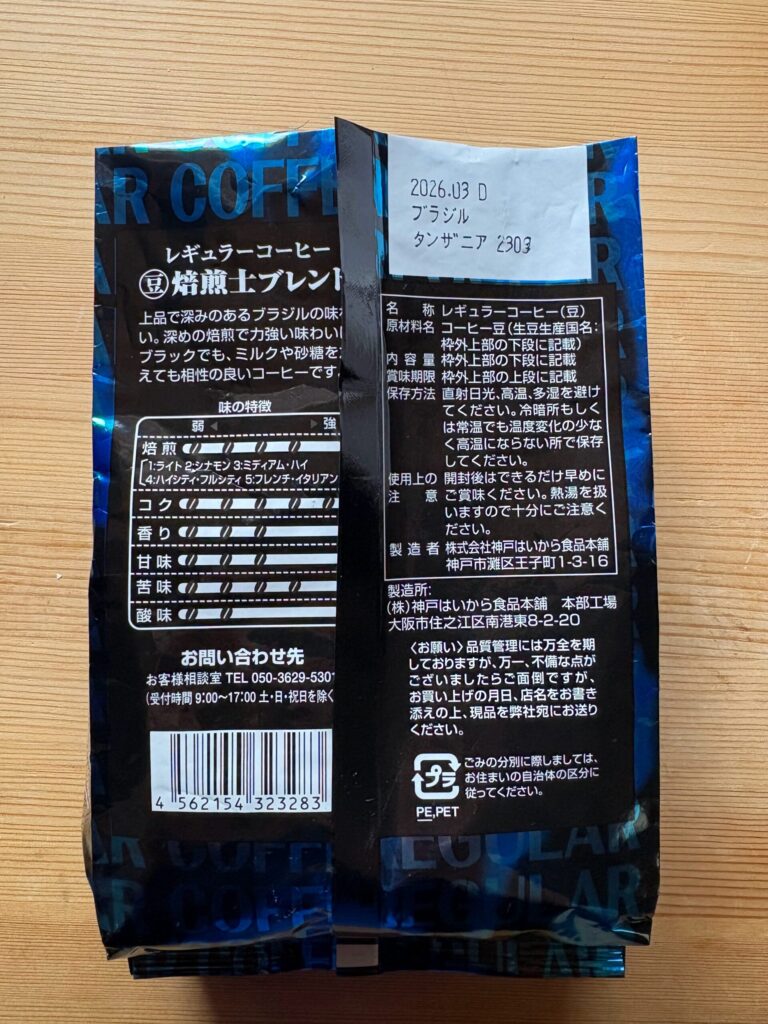 AR COFFE
レギュラーコーヒー
豆 焙煎士ブレンド
上品で深みのあるブラジルの味
い。深めの焙煎で力強い味わい
ブラックでも、ミルクや砂糖を
えても相性の良いコーヒーです
味の特徴
弱 強
焙煎
1:ライト 2:シナモン 3:ミディアム・ハイ
4:ハイシティ・フルシティ 5:フレンチ・イタリアン
コク
香り
甘味
苦味
酸味
お問い合わせ先
お客様相談室 TEL 050-3629-530
(受付時間 9:00〜17:00 土・日・祝日を除く
4 562154 323283
2026.03 D
ブラジル
タンザニア 2303
名称 レギュラーコーヒー(豆)
原材料名 コーヒー豆(生豆生産国名:
枠外上部の下段に記載)
内容量 枠外上部の下段に記載
賞味期限 枠外上部の上段に記載
保存方法 直射日光、高温、多湿を避け
てください。冷暗所もしく
は常温でも温度変化の少な
く高温にならない所で保存
してください。
使用上の 開封後はできるだけ早めに
注意 ご賞味ください。熱湯を扱
いますので十分にご注意く
ださい。
製造者 株式会社神戸はいから食品本舗
神戸市灘区王子町1-3-16
製造所:
(株)神戸はいから食品本舗 本部工場
大阪市住之江区南港東8-2-20
〈お願い〉品質管理には万全を期
しておりますが、万一、不備な点が
ございましたらご面倒ですが、
お買い上げの月日、店名をお書き
添えの上、現品を弊社宛にお送り
ください。
プラ
PE,PET
ごみの分別に際しましては、
お住まいの自治体の区分に
従ってください。
AR COFFE REGULAR
R COFFE REGULAR